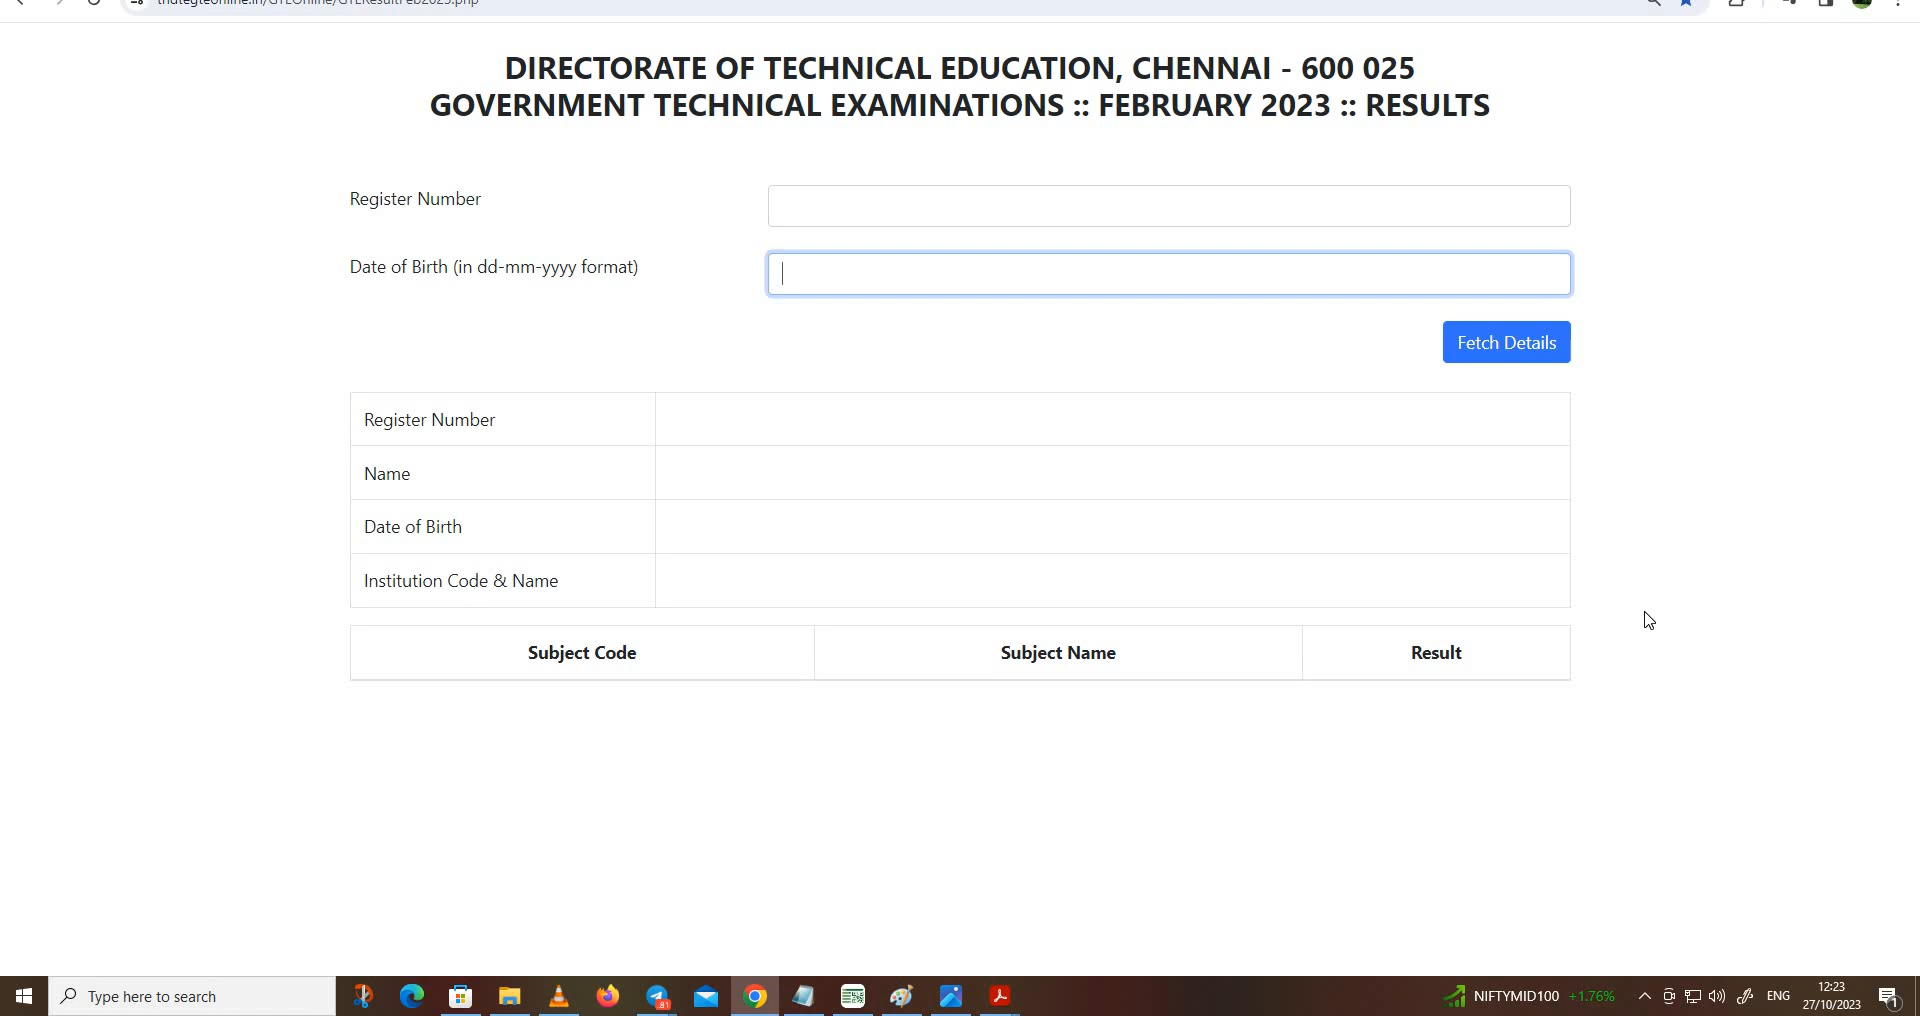 DIRECTORATE OF TECHNICAL EDUCATION, CHENNAI - 600 025
GOVERNMENT TECHNICAL EXAMINATIONS :: FEBRUARY 2023 :: RESULTS
Register Number
Date of Birth (in dd-mm-yyyy format)
Fetch Details
Register Number
Name
Date of Birth
Institution Code & Name
Subject Code Subject Name Result
Type here to search
81
NIFTYMID100 +1.76%
ENG
12:23
27/10/2023
1